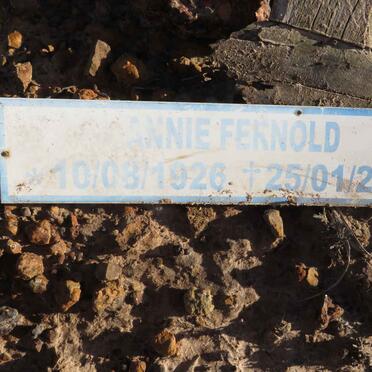 ANNIE FERNOLD
* 10/08/1926 † 25/01/2